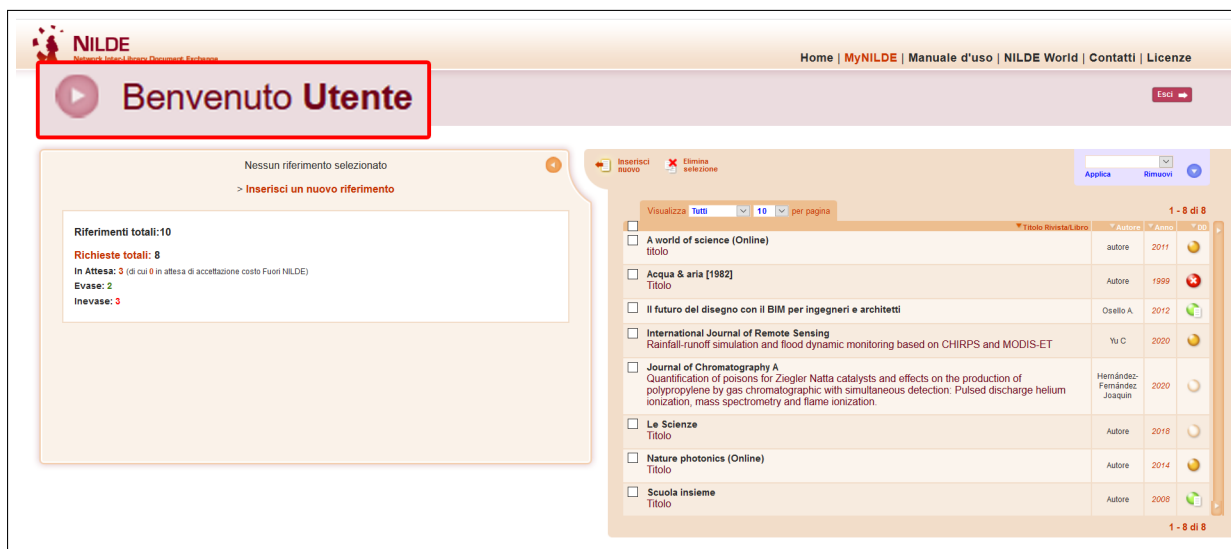 NILDE
Network Inter-Library Document Exchange
Home | MyNILDE | Manuale d'uso | NILDE World | Contatti | Licenze
Benvenuto Utente
Esci
Nessun riferimento selezionato
> Inserisci un nuovo riferimento
Riferimenti totali:10
Richieste totali: 8
In Attesa: 3 (di cui 0 in attesa di accettazione costo Fuori NILDE)
Evase: 2
Inevase: 3
Inserisci nuovo
Elimina selezione
Applica Rimuovi
Visualizza Tutti 10 per pagina
1 - 8 di 8
Titolo Rivista/Libro Autore Anno DD
A world of science (Online)
titolo
autore 2011
Acqua & aria [1982]
Titolo
Autore 1999
Il futuro del disegno con il BIM per ingegneri e architetti
Osello A. 2012
International Journal of Remote Sensing
Rainfall-runoff simulation and flood dynamic monitoring based on CHIRPS and MODIS-ET
Yu C 2020
Journal of Chromatography A
Quantification of poisons for Ziegler Natta catalysts and effects on the production of
polypropylene by gas chromatographic with simultaneous detection: Pulsed discharge helium
ionization, mass spectrometry and flame ionization.
Hernández-
Fernández
Joaquin
2020
Le Scienze
Titolo
Autore 2018
Nature photonics (Online)
Titolo
Autore 2014
Scuola insieme
Titolo
Autore 2008
1 - 8 di 8